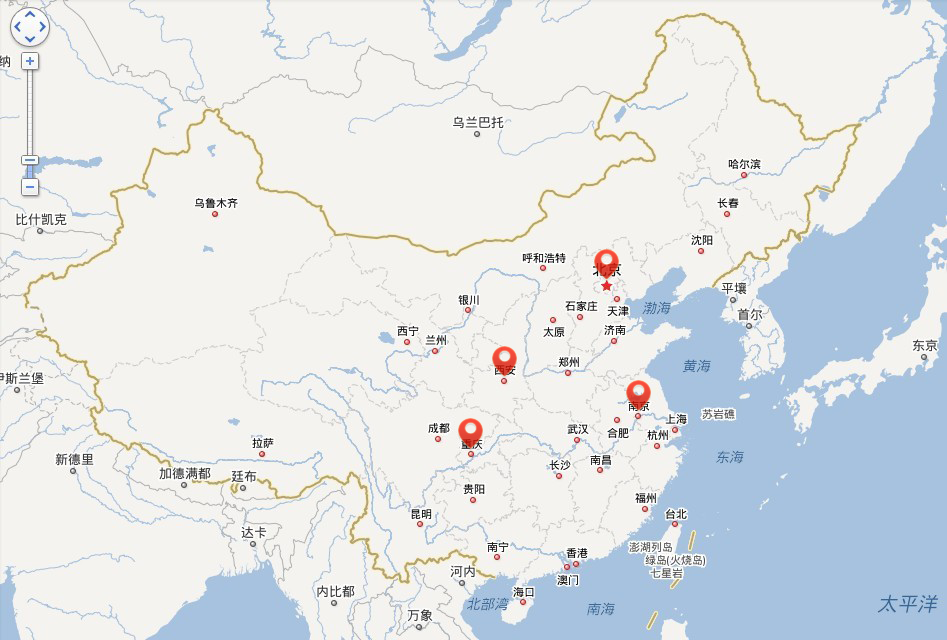 纳
乌兰巴托
哈尔滨
乌鲁木齐
长春
比什凯克
沈阳
呼和浩特
北京
平壤
银川
石家庄
天津
渤海
首尔
西宁
兰州
太原
济南
东京
郑州
黄海
西安
伊斯兰堡
南京
苏岩礁
上海
成都
重庆
武汉
合肥
杭州
拉萨
新德里
东海
长沙
南昌
加德满都
廷布
贵阳
福州
昆明
台北
达卡
南宁
香港
澎湖列岛
绿岛(火烧岛)
七星岩
河内
澳门
内比都
海口
北部湾
南海
太平洋
万象